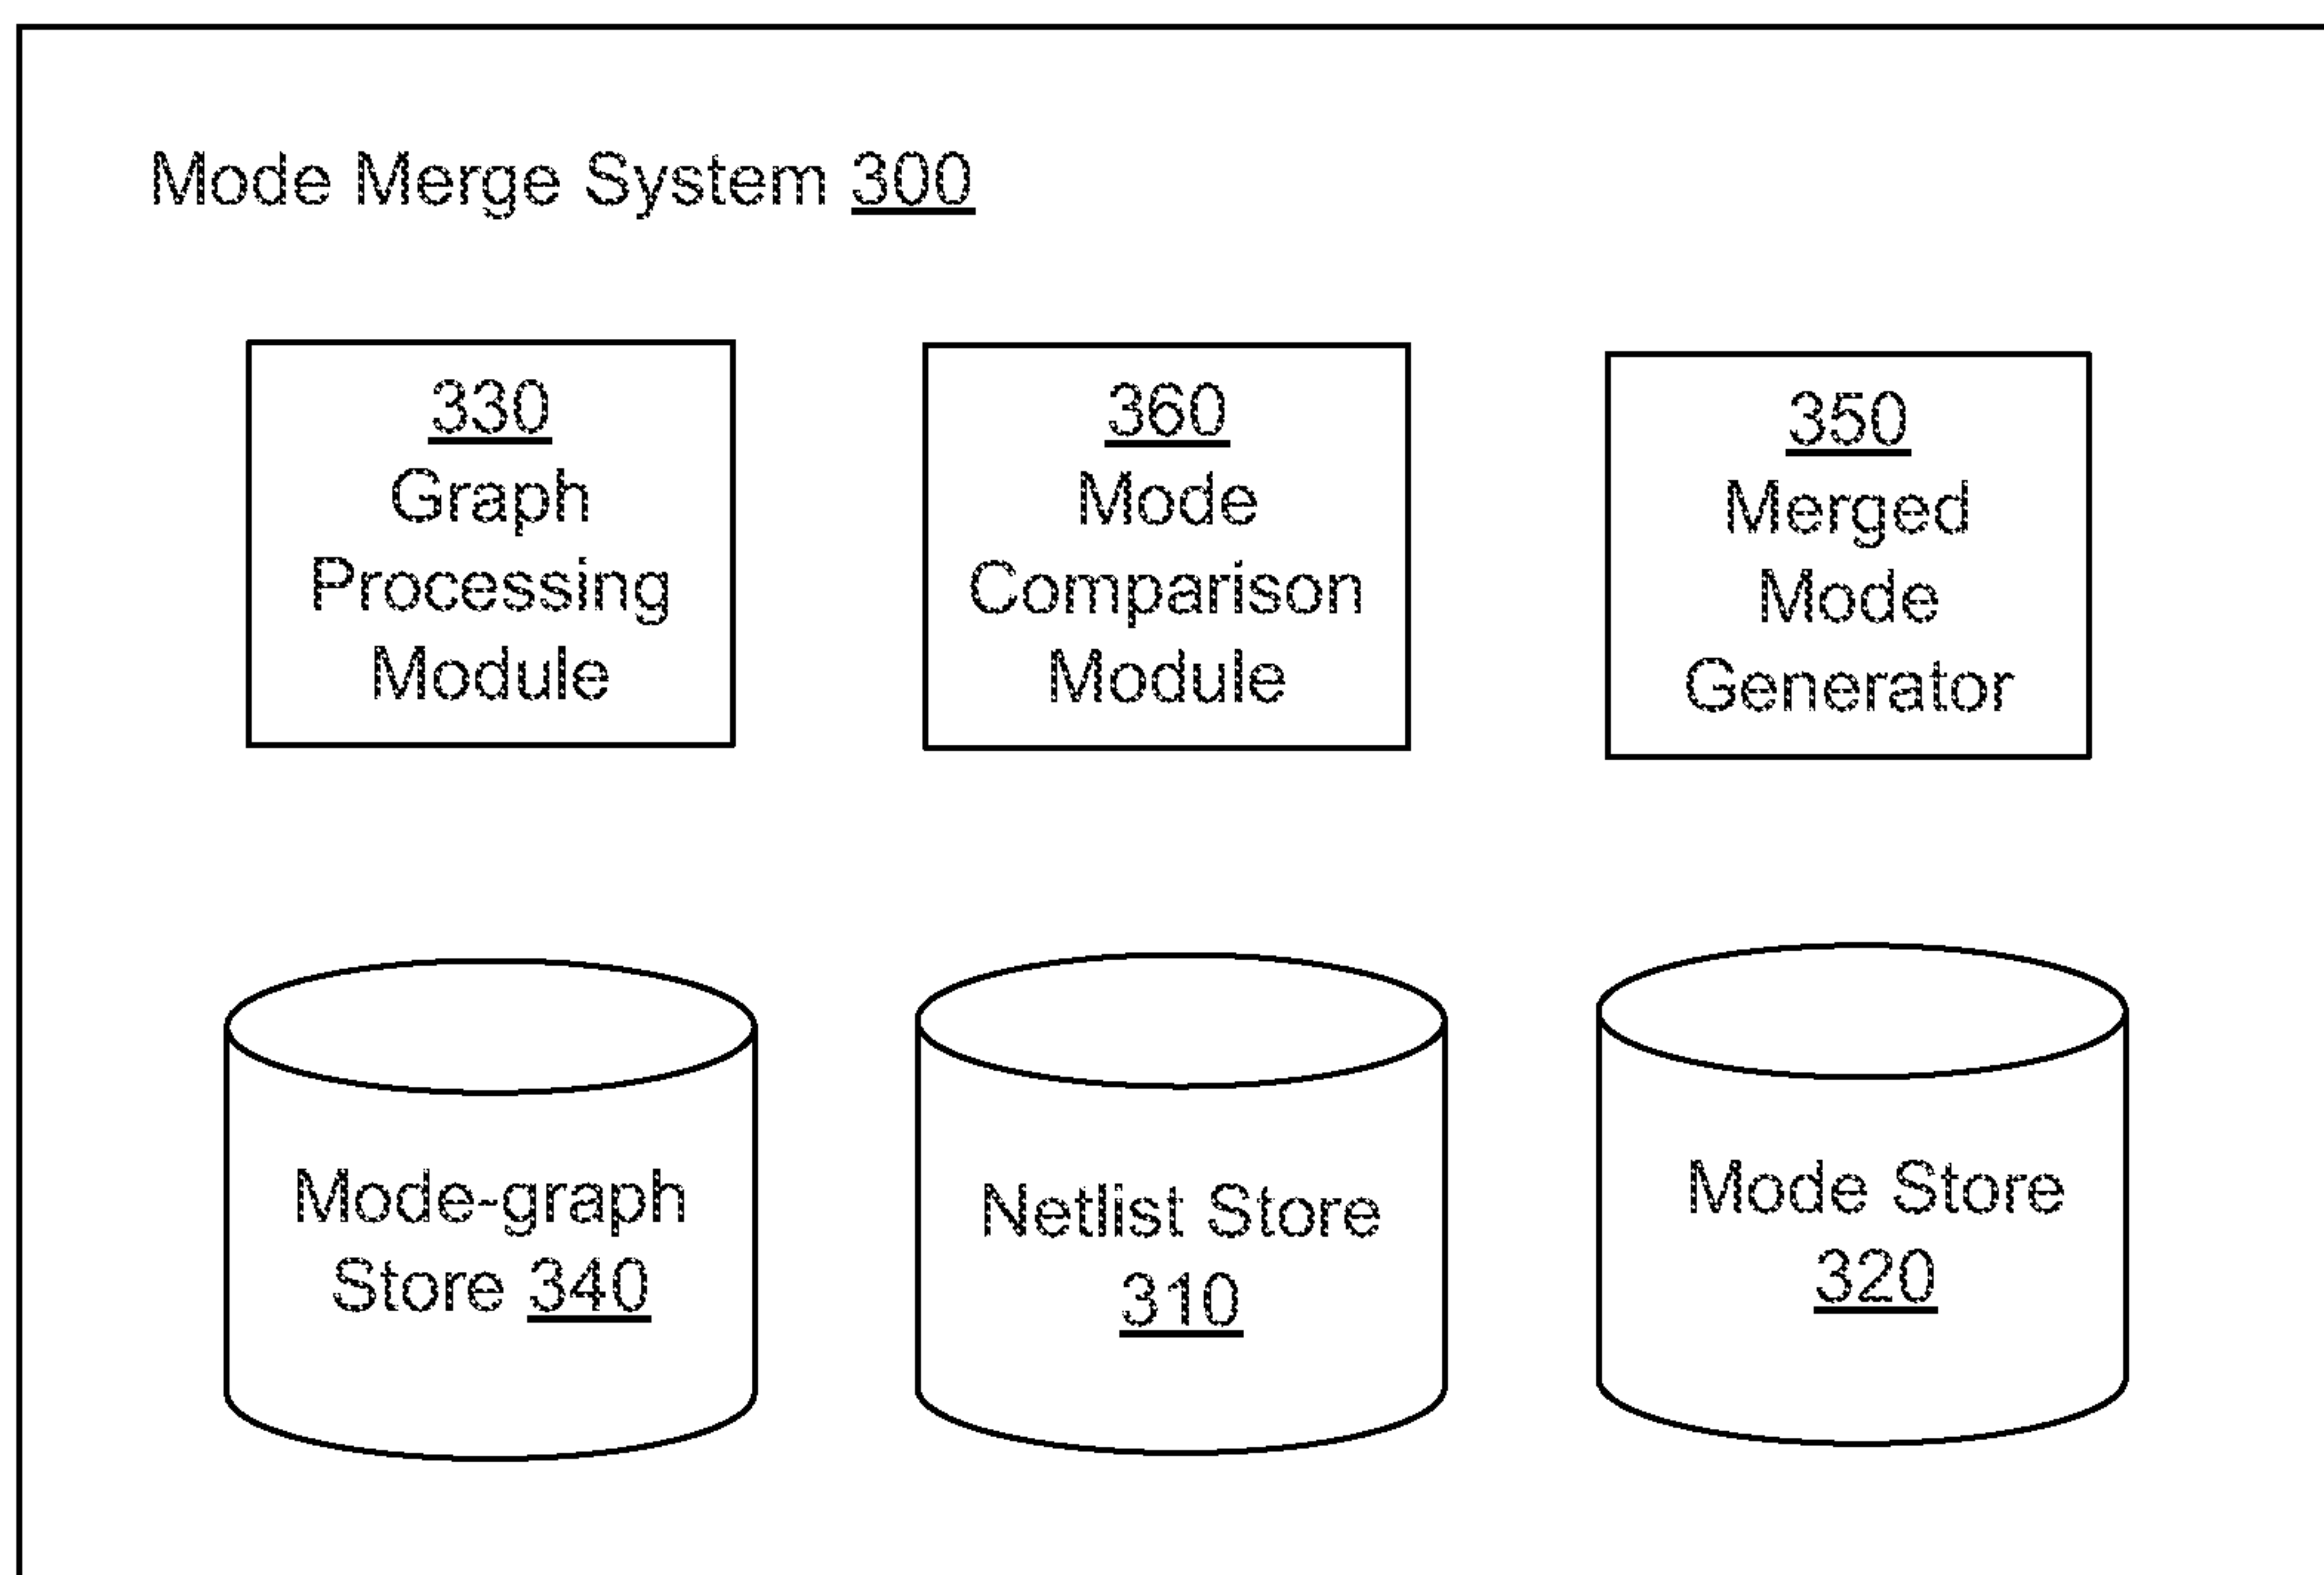 Mode Merge System 300
330
Graph
Processing
Module
360
Mode
Comparison
Module
350
Merged
Mode
Generator
Mode-graph
Store 340
Netlist Store
310
Mode Store
320